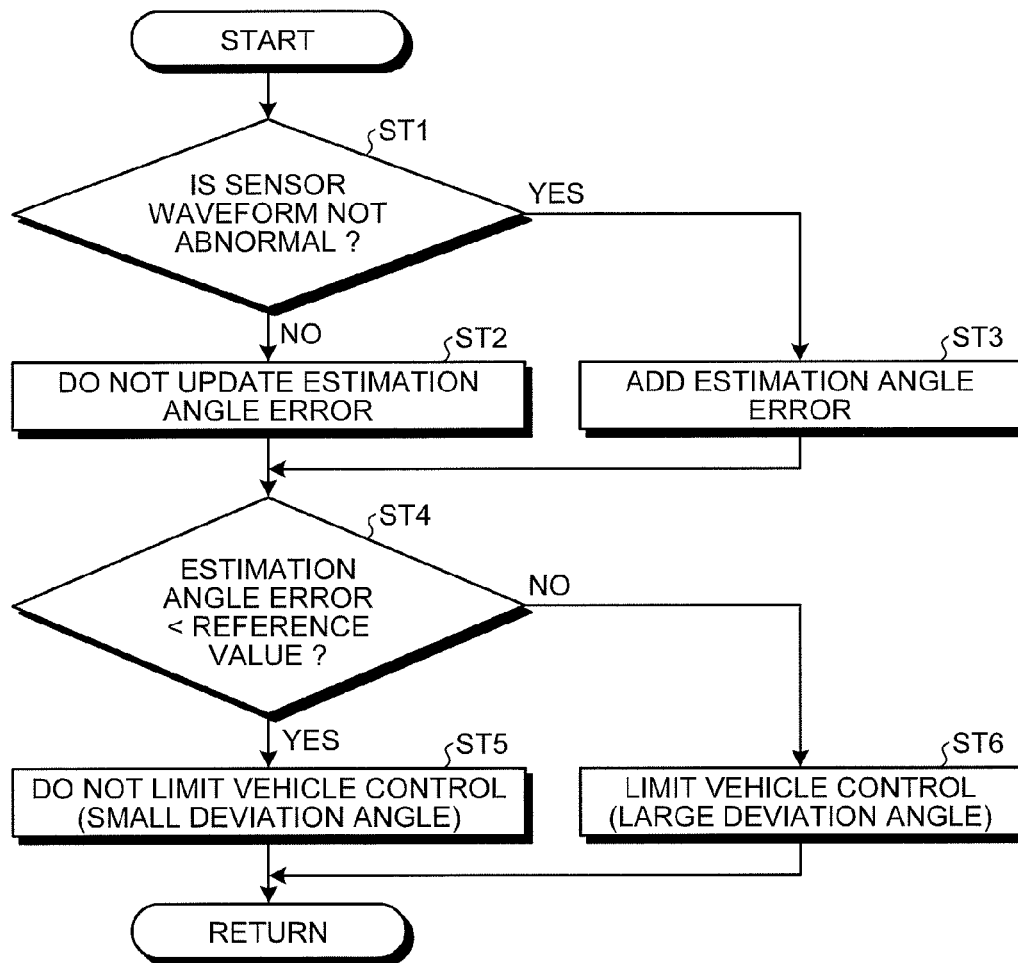 START
ST1
IS SENSOR
WAVEFORM NOT
ABNORMAL ?
YES
NO
ST2
DO NOT UPDATE ESTIMATION
ANGLE ERROR
ST3
ADD ESTIMATION ANGLE
ERROR
ST4
ESTIMATION
ANGLE ERROR
< REFERENCE
VALUE ?
NO
YES
ST5
DO NOT LIMIT VEHICLE CONTROL
(SMALL DEVIATION ANGLE)
ST6
LIMIT VEHICLE CONTROL
(LARGE DEVIATION ANGLE)
RETURN